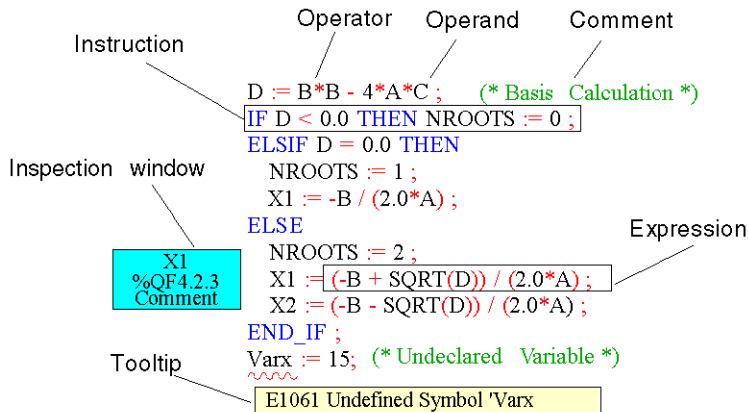 Operator Operand Comment
Instruction
D := B*B - 4*A*C ; (* Basis Calculation *)
IF D < 0.0 THEN NROOTS := 0 ;
ELSIF D = 0.0 THEN
NROOTS := 1 ;
Inspection window
X1 := -B / (2.0*A) ;
ELSE
NROOTS := 2 ;
Expression
X1
%QF4.2.3
Comment
X1 := (-B + SQRT(D)) / (2.0*A) ;
X2 := (-B - SQRT(D)) / (2.0*A) ;
END_IF ;
Tooltip
Varx := 15; (* Undeclared Variable *)
E1061 Undefined Symbol 'Varx